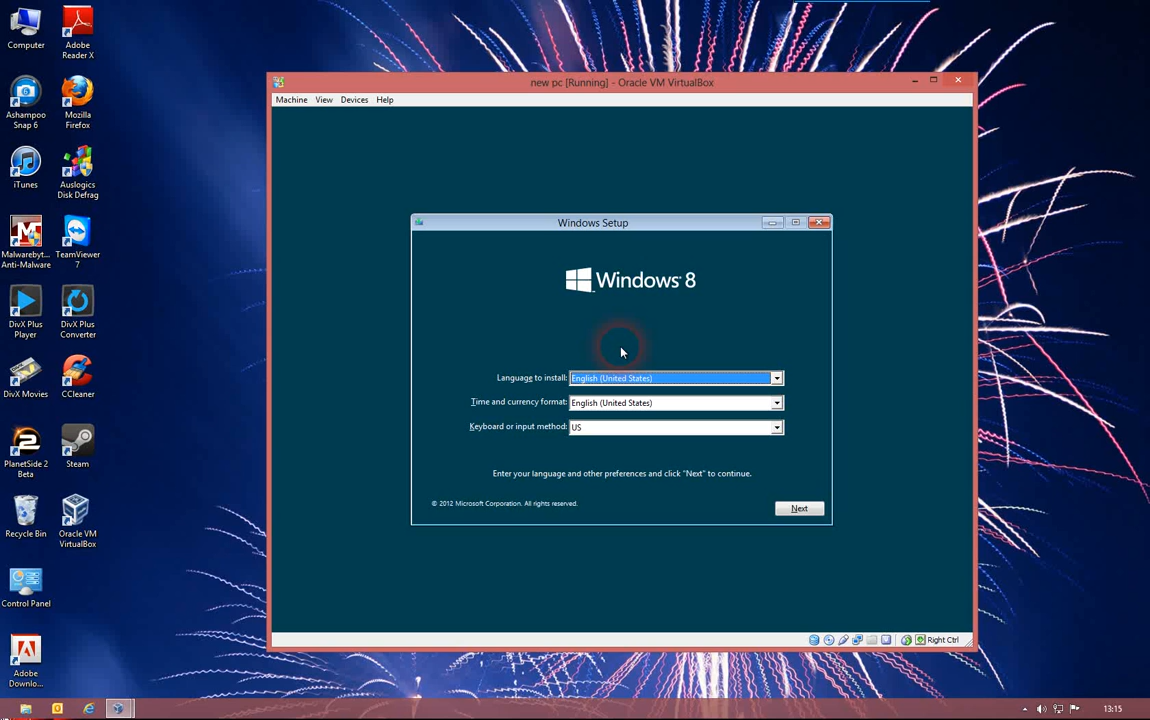 Computer
Adobe
Reader X
Ashampoo
Snap 6
Mozilla
Firefox
iTunes
Auslogics
Disk Defrag
Malwareby...
Anti-Malware
TeamViewer
7
DivX Plus
Player
DivX Plus
Converter
DivX Movies
CCleaner
PlanetSide 2
Beta
Steam
Recycle Bin
Oracle VM
VirtualBox
Control Panel
Adobe
Downlo...
new pc [Running] - Oracle VM VirtualBox
Machine View Devices Help
Windows Setup
Windows 8
Language to install: English (United States)
Time and currency format: English (United States)
Keyboard or input method: US
Enter your language and other preferences and click "Next" to continue.
© 2012 Microsoft Corporation. All rights reserved.
Next
Right Ctrl
13:15